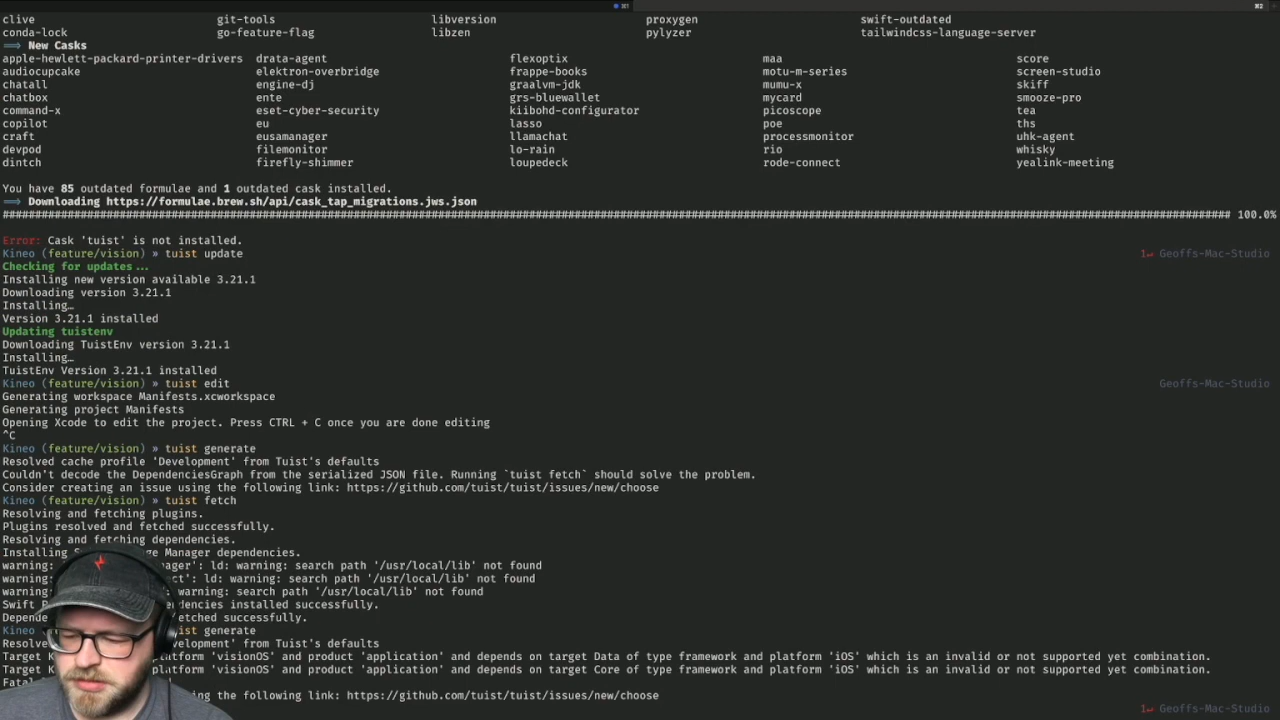 ⌘1 ⌘2
clive git-tools libversion proxygen swift-outdated
conda-lock go-feature-flag libzen pylyzer tailwindcss-language-server
==> New Casks
apple-hewlett-packard-printer-drivers drata-agent flexoptix maa score
audiocupcake elektron-overbridge frappe-books motu-m-series screen-studio
chatall engine-dj graalvm-jdk mumu-x skiff
chatbox ente grs-bluewallet mycard smooze-pro
command-x eset-cyber-security kiibohd-configurator picoscope tea
copilot eu lasso poe ths
craft eusamanager llamachat processmonitor uhk-agent
devpod filemonitor lo-rain rio whisky
dintch firefly-shimmer loupedeck rode-connect yealink-meeting
You have 85 outdated formulae and 1 outdated cask installed.
==> Downloading https://formulae.brew.sh/api/cask_tap_migrations.jws.json
100.0%
Error: Cask 'tuist' is not installed.
Kineo (feature/vision) » tuist update 1↵ Geoffs-Mac-Studio
Checking for updates...
Installing new version available 3.21.1
Downloading version 3.21.1
Installing…
Version 3.21.1 installed
Updating tuistenv
Downloading TuistEnv version 3.21.1
Installing…
TuistEnv Version 3.21.1 installed
Kineo (feature/vision) » tuist edit Geoffs-Mac-Studio
Generating workspace Manifests.xcworkspace
Generating project Manifests
Opening Xcode to edit the project. Press CTRL + C once you are done editing
^C
Kineo (feature/vision) » tuist generate
Resolved cache profile 'Development' from Tuist's defaults
Couldn't decode the DependenciesGraph from the serialized JSON file. Running `tuist fetch` should solve the problem.
Consider creating an issue using the following link: https://github.com/tuist/tuist/issues/new/choose
Kineo (feature/vision) » tuist fetch
Resolving and fetching plugins.
Plugins resolved and fetched successfully.
Resolving and fetching dependencies.
Installing Manager dependencies.
warning: ld: warning: search path '/usr/local/lib' not found
warning: ld: warning: search path '/usr/local/lib' not found
warning: warning: search path '/usr/local/lib' not found
Swift installed successfully.
fetched successfully.
Kineo generate
Resolved from Tuist's defaults
Target platform 'visionOS' and product 'application' and depends on target Data of type framework and platform 'iOS' which is an invalid or not supported yet combination.
Target platform 'visionOS' and product 'application' and depends on target Core of type framework and platform 'iOS' which is an invalid or not supported yet combination.
the following link: https://github.com/tuist/tuist/issues/new/choose
1↵ Geoffs-Mac-Studio